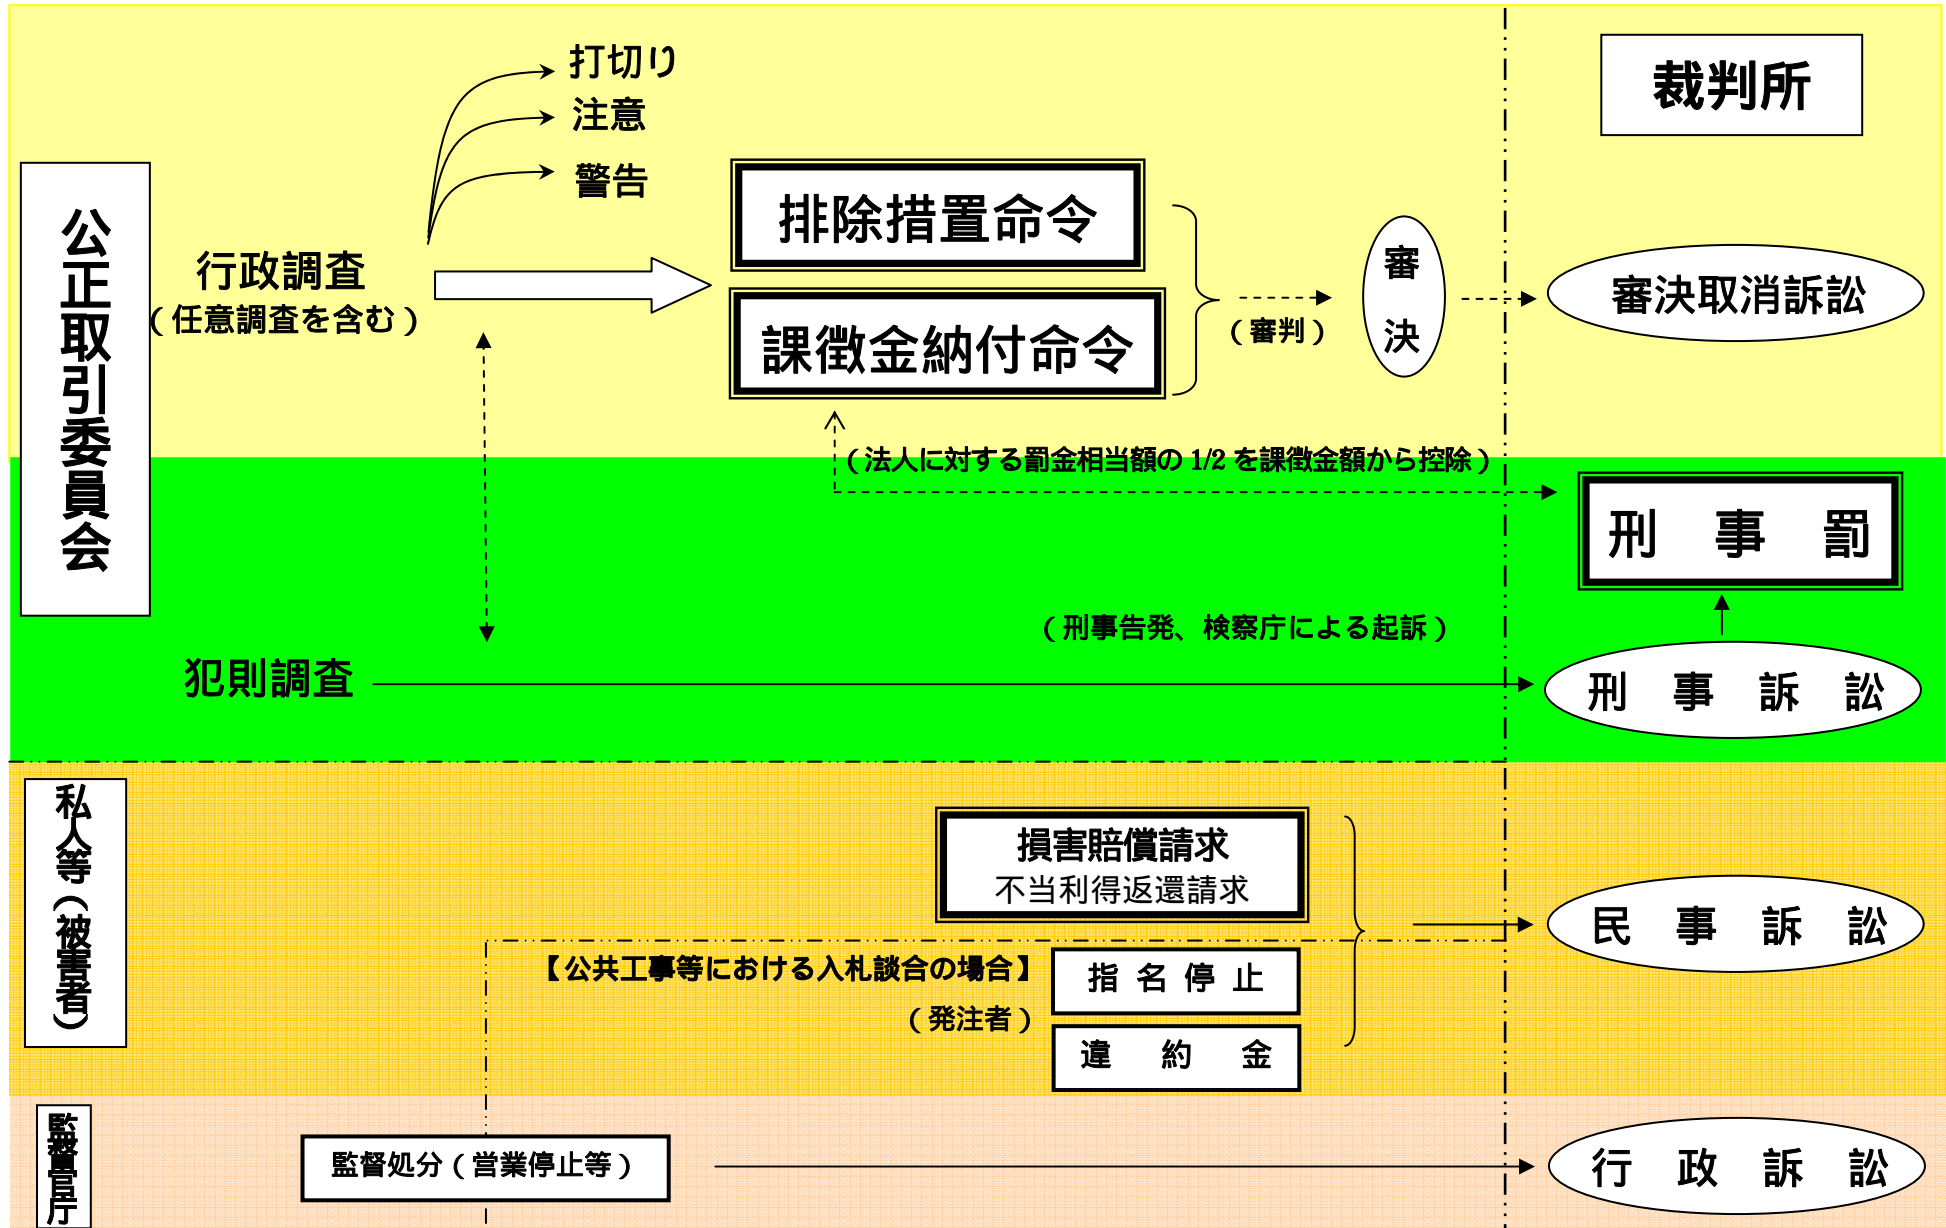 打切り
注意
警告
裁判所
公正取引委員会
行政調査
（任意調査を含む）
排除措置命令
課徴金納付命令
（審判）
審決
審決取消訴訟
（法人に対する罰金相当額の 1/2 を課徴金額から控除）
刑事罰
（刑事告発、検察庁による起訴）
犯則調査
刑事訴訟
私人等（被害者）
損害賠償請求
不当利得返還請求
民事訴訟
【公共工事等における入札談合の場合】
（発注者）
指名停止
違約金
監督官庁
監督処分（営業停止等）
行政訴訟